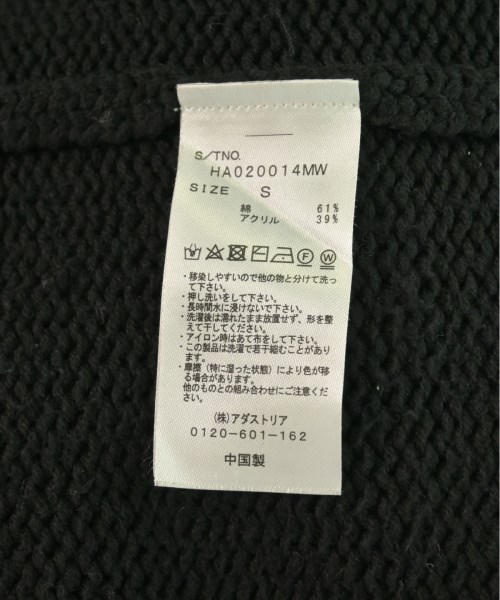 S/TNO.
HA020014MW
SIZE S
綿 61%
アクリル 39%
F W
・移染しやすいので他の物と分けて洗っ
て下さい。
・押し洗いをして下さい。
・長時間水に浸けないで下さい。
・洗濯後は濡れたまま放置せず、形を整
えて干してください。
・アイロン時はあて布をして下さい。
・この製品は洗濯で若干縮むことがあり
ます。
・摩擦（特に湿った状態）により色が移
る場合があります。
他のものとの組み合わせにご注意くださ
い。
(株)アダストリア
0120-601-162
中国製